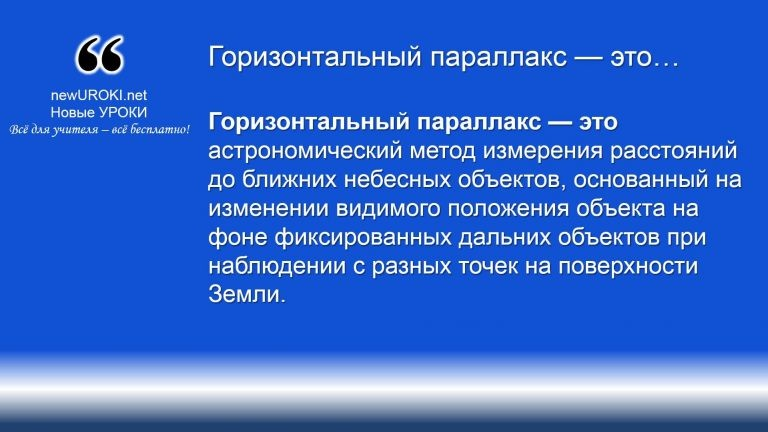 newUROKI.net
Новые УРОКИ
Всё для учителя – всё бесплатно!
Горизонтальный параллакс — это…
Горизонтальный параллакс — это
астрономический метод измерения расстояний
до ближних небесных объектов, основанный на
изменении видимого положения объекта на
фоне фиксированных дальних объектов при
наблюдении с разных точек на поверхности
Земли.